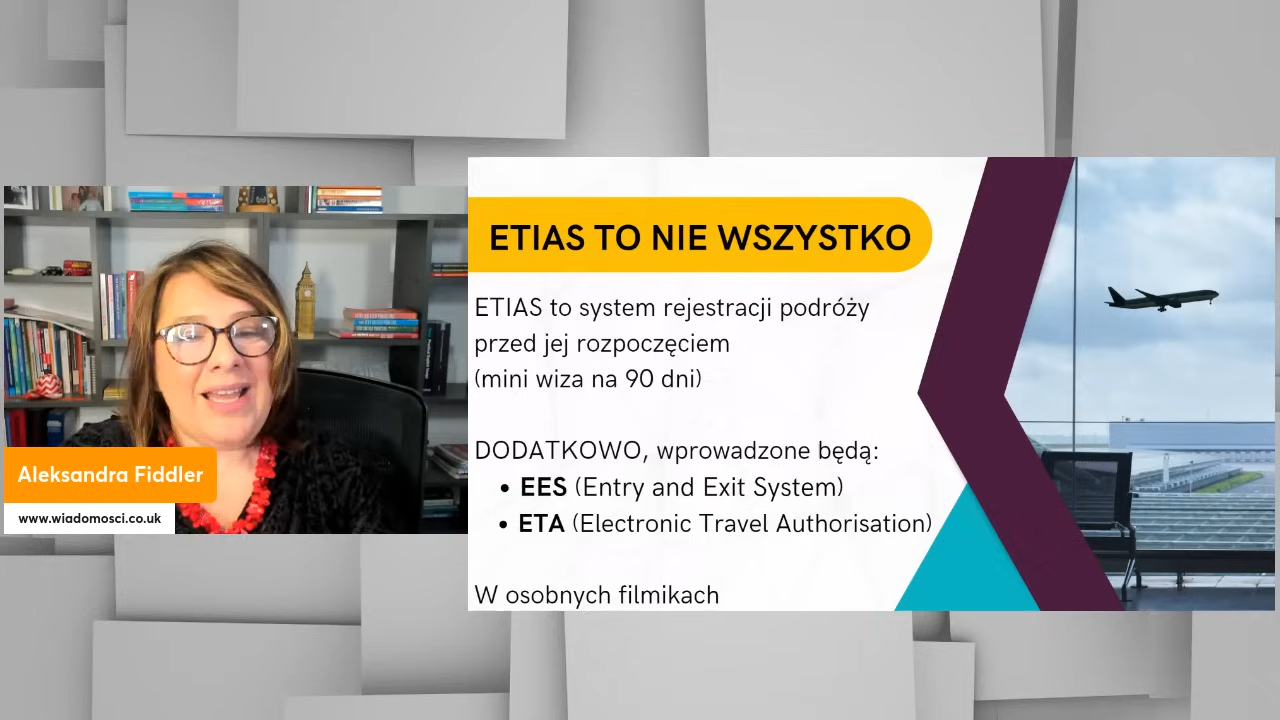 ETIAS TO NIE WSZYSTKO
ETIAS to system rejestracji podróży
przed jej rozpoczęciem
(mini wiza na 90 dni)
DODATKOWO, wprowadzone będą:
• EES (Entry and Exit System)
• ETA (Electronic Travel Authorisation)
W osobnych filmikach
Aleksandra Fiddler
www.wiadomosci.co.uk